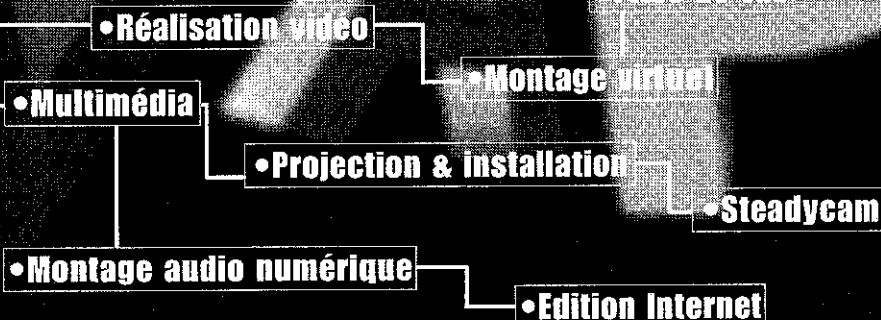 •Réalisation vidéo
•Montage virtuel
•Multimédia
•Projection & installation
•Steadycam
•Montage audio numérique
•Edition Internet